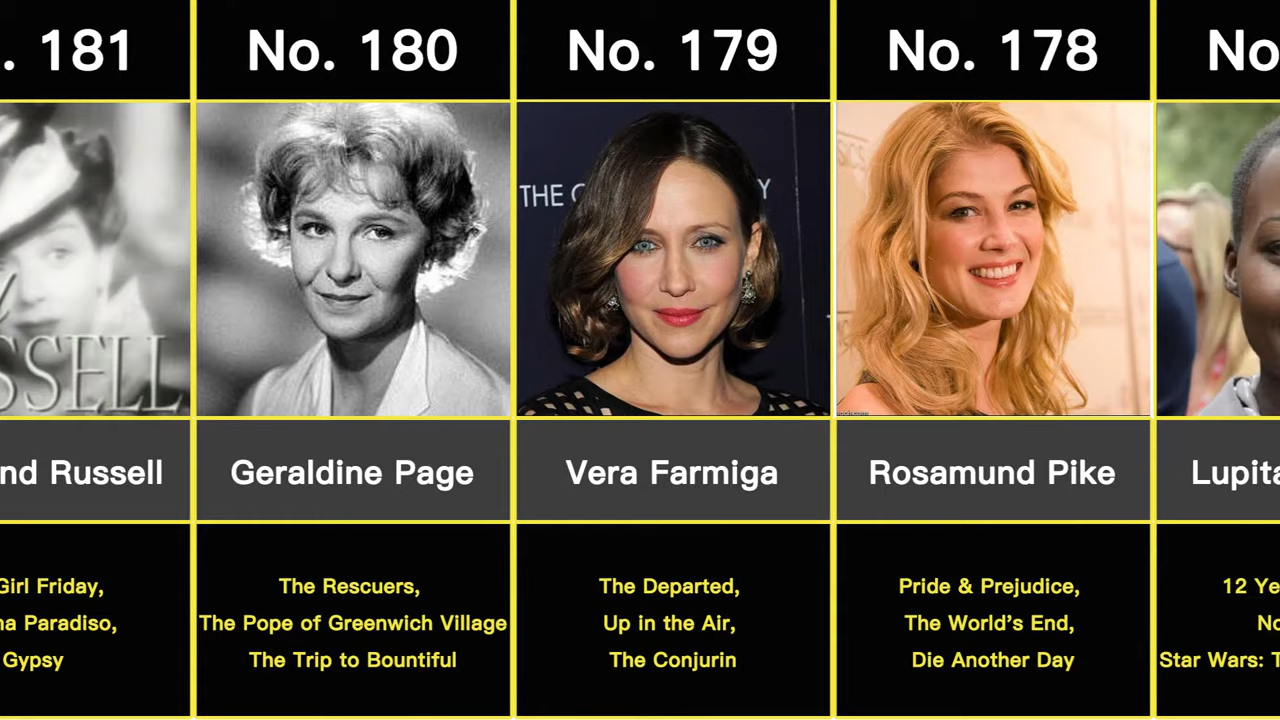 . 181
No. 180
No. 179
No. 178
No
SSELL
THE
Y
nd Russell
Geraldine Page
Vera Farmiga
Rosamund Pike
Lupita
Girl Friday,
na Paradiso,
Gypsy
The Rescuers,
The Pope of Greenwich Village
The Trip to Bountiful
The Departed,
Up in the Air,
The Conjurin
Pride & Prejudice,
The World's End,
Die Another Day
12 Ye
No
Star Wars: T